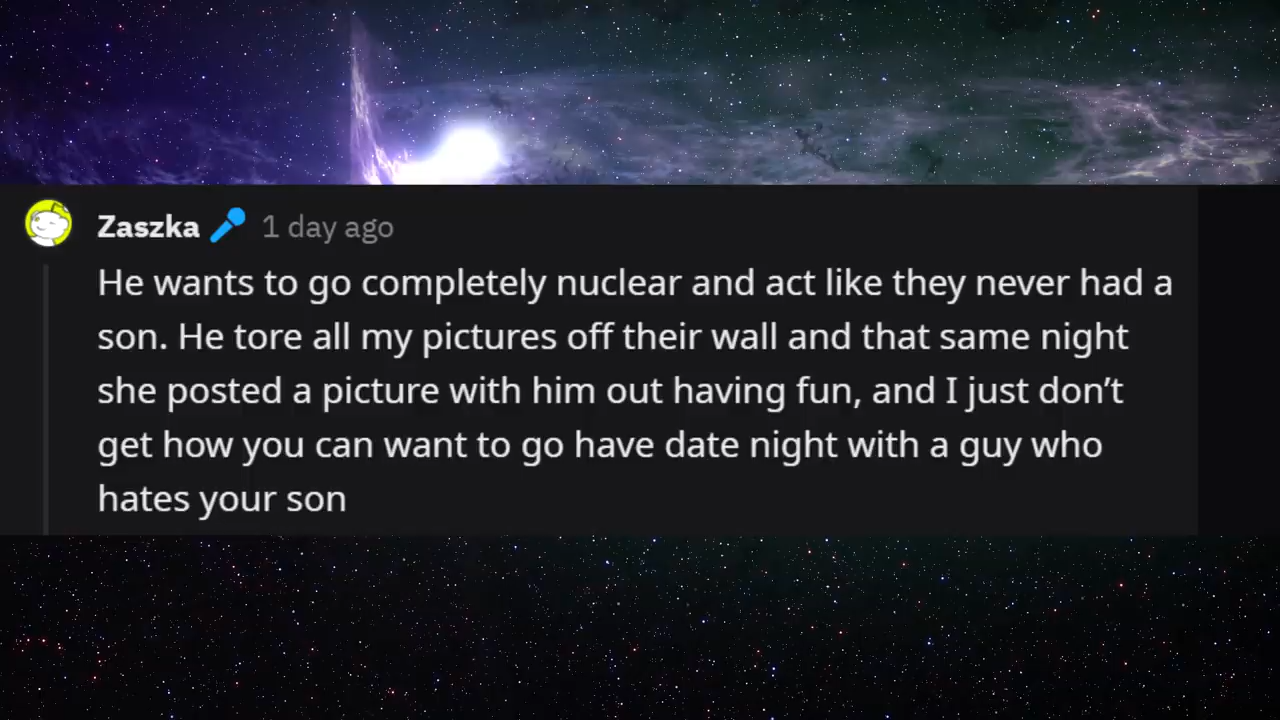 Zaszka 1 day ago
He wants to go completely nuclear and act like they never had a
son. He tore all my pictures off their wall and that same night
she posted a picture with him out having fun, and I just don’t
get how you can want to go have date night with a guy who
hates your son